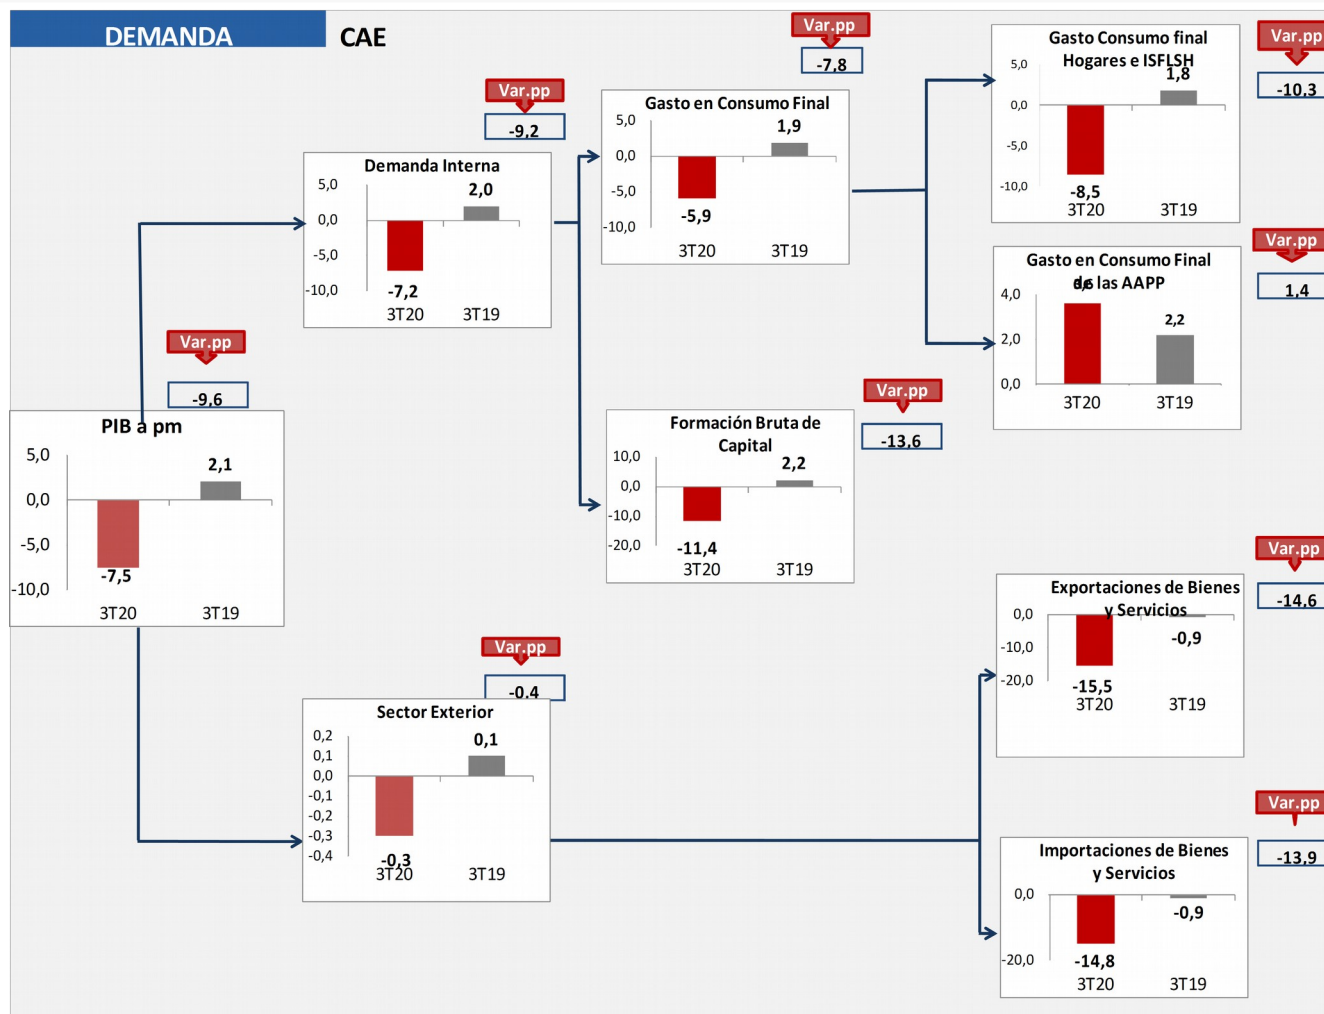 DEMANDA
CAE
Var.pp
-9,6
PIB a pm
5,0
0,0
-5,0
-10,0
2,1
-7,5
3T20 3T19
Var.pp
-9,2
Demanda Interna
5,0
0,0
-5,0
-10,0
2,0
-7,2
3T20 3T19
Var.pp
-7,8
Gasto en Consumo Final
5,0
0,0
-5,0
-10,0
1,9
-5,9
3T20 3T19
Var.pp
-10,3
Gasto Consumo final
Hogares e ISFLSH
5,0
0,0
-5,0
-10,0
1,8
-8,5
3T20 3T19
Var.pp
1,4
Gasto en Consumo Final
de las AAPP
4,0
2,0
0,0
2,2
3T20 3T19
Var.pp
-13,6
Formación Bruta de
Capital
10,0
0,0
-10,0
-20,0
2,2
-11,4
3T20 3T19
Var.pp
-0,4
Sector Exterior
0,2
0,1
0,0
-0,1
-0,2
-0,3
-0,4
0,1
-0,3
3T20 3T19
Var.pp
-14,6
Exportaciones de Bienes
y Servicios
0,0
-10,0
-20,0
-0,9
-15,5
3T20 3T19
Var.pp
-13,9
Importaciones de Bienes
y Servicios
0,0
-20,0
-0,9
-14,8
3T20 3T19